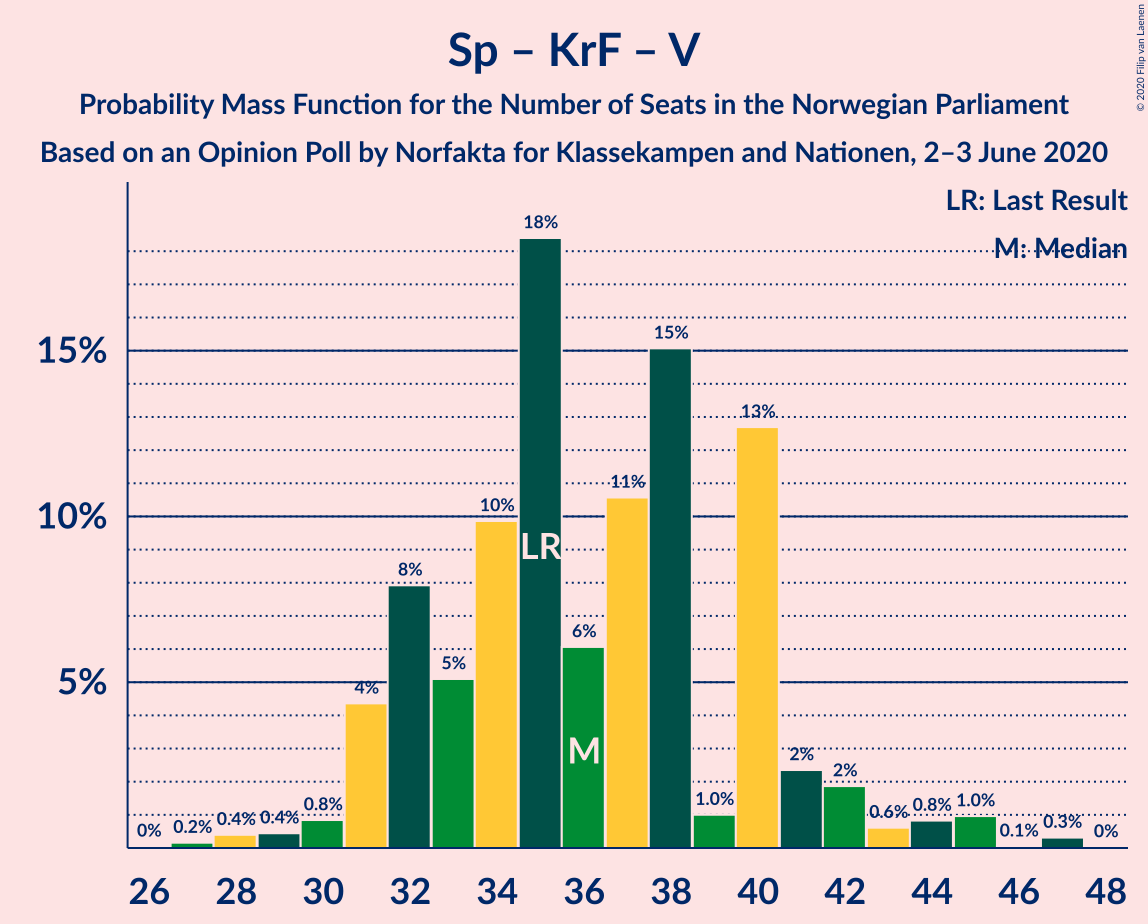 Sp – KrF – V
Probability Mass Function for the Number of Seats in the Norwegian Parliament
Based on an Opinion Poll by Norfakta for Klassekampen and Nationen, 2–3 June 2020
© 2020 Filip van Laenen
LR: Last Result
M: Median
15%
10%
5%
0% 0.2% 0.4% 0.4% 0.8% 4% 8% 5% 10% 18% 6% 11% 15% 1.0% 13% 2% 2% 0.6% 0.8% 1.0% 0.1% 0.3% 0%
LR
M
26 28 30 32 34 36 38 40 42 44 46 48